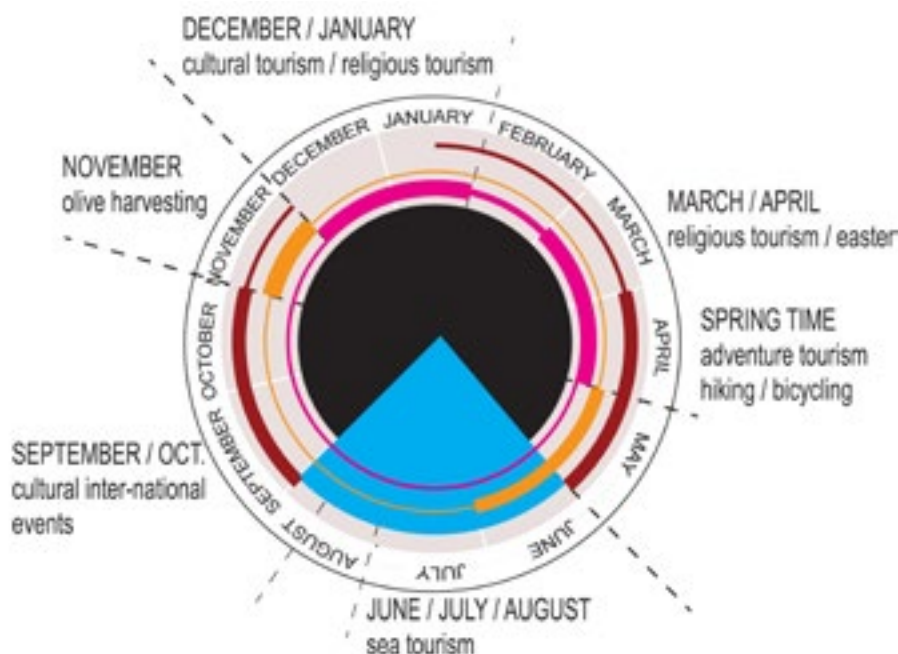 DECEMBER / JANUARY
cultural tourism / religious tourism
NOVEMBER
olive harvesting
MARCH / APRIL
religious tourism / easter
SPRING TIME
adventure tourism
hiking / bicycling
SEPTEMBER / OCT.
cultural inter-national
events
JUNE / JULY / AUGUST
sea tourism
JANUARY
FEBRUARY
MARCH
APRIL
MAY
JUNE
JULY
AUGUST
SEPTEMBER
OCTOBER
NOVEMBER
DECEMBER